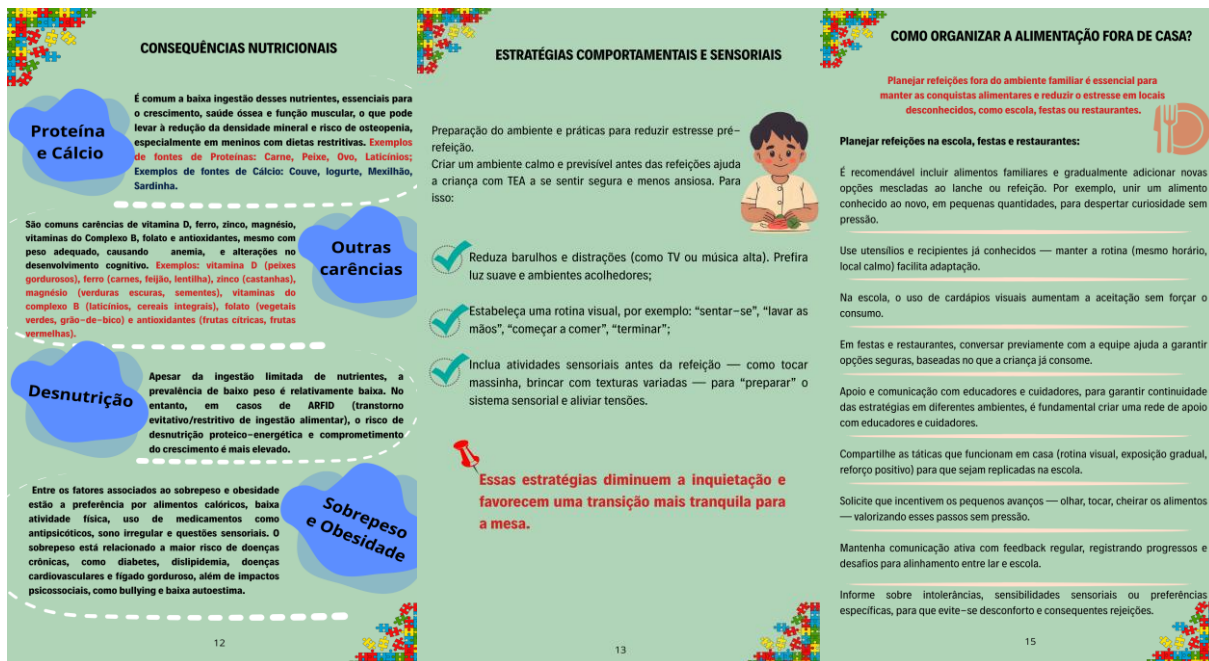 CONSEQUÊNCIAS NUTRICIONAIS
Proteína
e Cálcio
É comum a baixa ingestão desses nutrientes, essenciais para
o crescimento, saúde óssea e função muscular, o que pode
levar à redução da densidade mineral e risco de osteopenia,
especialmente em meninos com dietas restritivas. Exemplos
de fontes de Proteínas: Carne, Peixe, Ovo, Laticínios;
Exemplos de fontes de Cálcio: Couve, Iogurte, Mexilhão,
Sardinha.
São comuns carências de vitamina D, ferro, zinco, magnésio,
vitaminas do Complexo B, folato e antioxidantes, mesmo com
peso adequado, causando anemia, e alterações no
desenvolvimento cognitivo. Exemplos: vitamina D (peixes
gordurosos), ferro (carnes, feijão, lentilha), zinco (castanhas),
magnésio (verduras escuras, sementes), vitaminas do
complexo B (laticínios, cereais integrais), folato (vegetais
verdes, grão-de-bico) e antioxidantes (frutas cítricas, frutas
vermelhas).
Outras
carências
Desnutrição
Apesar da ingestão limitada de nutrientes, a
prevalência de baixo peso é relativamente baixa. No
entanto, em casos de ARFID (transtorno
evitativo/restritivo de ingestão alimentar), o risco de
desnutrição proteico-energética e comprometimento
do crescimento é mais elevado.
Entre os fatores associados ao sobrepeso e obesidade
estão a preferência por alimentos calóricos, baixa
atividade física, uso de medicamentos como
antipsicóticos, sono irregular e questões sensoriais. O
sobrepeso está relacionado a maior risco de doenças
crônicas, como diabetes, dislipidemia, doenças
cardiovasculares e fígado gorduroso, além de impactos
psicossociais, como bullying e baixa autoestima.
Sobrepeso
e Obesidade
12
ESTRATÉGIAS COMPORTAMENTAIS E SENSORIAIS
Preparação do ambiente e práticas para reduzir estresse pré-
refeição.
Criar um ambiente calmo e previsível antes das refeições ajuda
a criança com TEA a se sentir segura e menos ansiosa. Para
isso:
Reduza barulhos e distrações (como TV ou música alta). Prefira
luz suave e ambientes acolhedores;
Estabeleça uma rotina visual, por exemplo: “sentar-se”, “lavar as
mãos”, “começar a comer”, “terminar”;
Inclua atividades sensoriais antes da refeição — como tocar
massinha, brincar com texturas variadas — para “preparar” o
sistema sensorial e aliviar tensões.
Essas estratégias diminuem a inquietação e
favorecem uma transição mais tranquila para
a mesa.
13
COMO ORGANIZAR A ALIMENTAÇÃO FORA DE CASA?
Planejar refeições fora do ambiente familiar é essencial para
manter as conquistas alimentares e reduzir o estresse em locais
desconhecidos, como escola, festas ou restaurantes.
Planejar refeições na escola, festas e restaurantes:
É recomendável incluir alimentos familiares e gradualmente adicionar novas
opções mescladas ao lanche ou refeição. Por exemplo, unir um alimento
conhecido ao novo, em pequenas quantidades, para despertar curiosidade sem
pressão.
Use utensílios e recipientes já conhecidos — manter a rotina (mesmo horário,
local calmo) facilita adaptação.
Na escola, o uso de cardápios visuais aumentam a aceitação sem forçar o
consumo.
Em festas e restaurantes, conversar previamente com a equipe ajuda a garantir
opções seguras, baseadas no que a criança já consome.
Apoio e comunicação com educadores e cuidadores, para garantir continuidade
das estratégias em diferentes ambientes, é fundamental criar uma rede de apoio
com educadores e cuidadores.
Compartilhe as táticas que funcionam em casa (rotina visual, exposição gradual,
reforço positivo) para que sejam replicadas na escola.
Solicite que incentivem os pequenos avanços — olhar, tocar, cheirar os alimentos
— valorizando esses passos sem pressão.
Mantenha comunicação ativa com feedback regular, registrando progressos e
desafios para alinhamento entre lar e escola.
Informe sobre intolerâncias, sensibilidades sensoriais ou preferências
específicas, para que evite-se desconforto e consequentes rejeições.
15